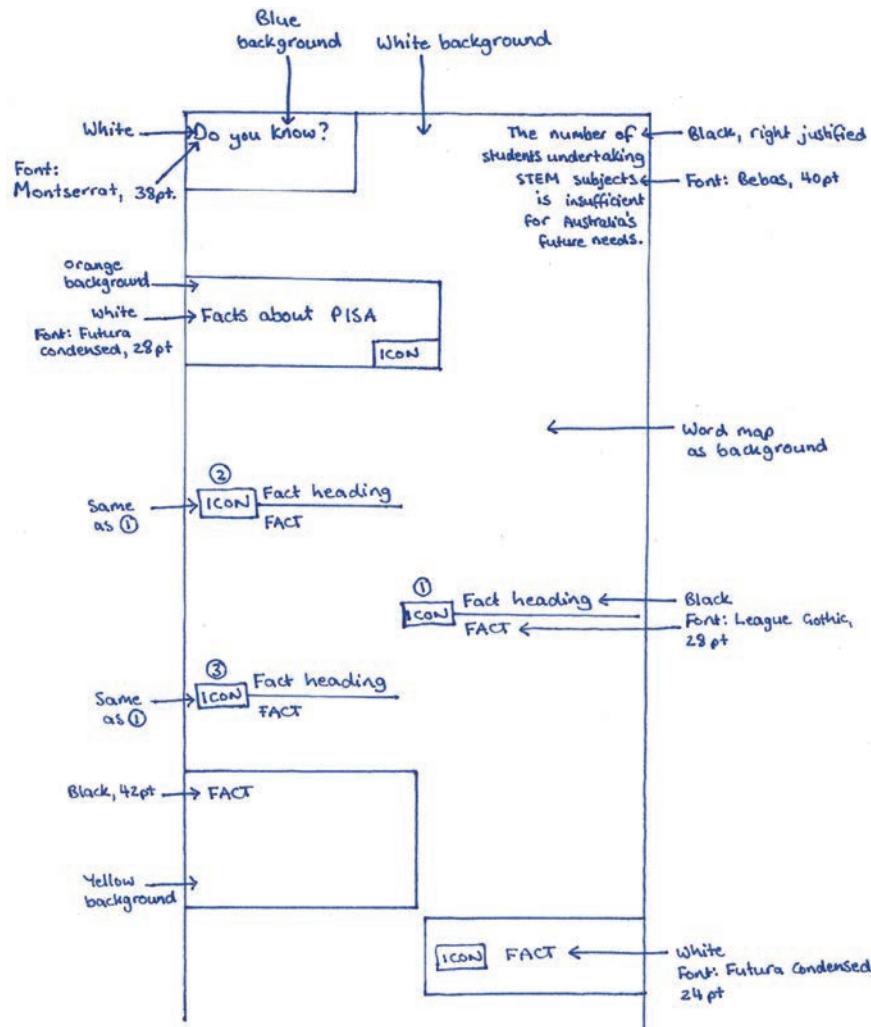 Blue
background
White background
White
Do you know?
Font:
Montserrat, 38pt.
The number of
students undertaking
STEM subjects
is insufficient
for Australia's
future needs.
Black, right justified
Font: Bebas, 40pt
orange
background
White
Font: Futura
condensed, 28pt
Facts about PISA
ICON
Word map
as background
②
Same
as ①
ICON
Fact heading
FACT
①
ICON
Fact heading
FACT
Black
Font: League Gothic,
28pt
③
Same
as ①
ICON
Fact heading
FACT
Black, 42pt
FACT
Yellow
background
ICON
FACT
White
Font: Futura Condensed
24pt